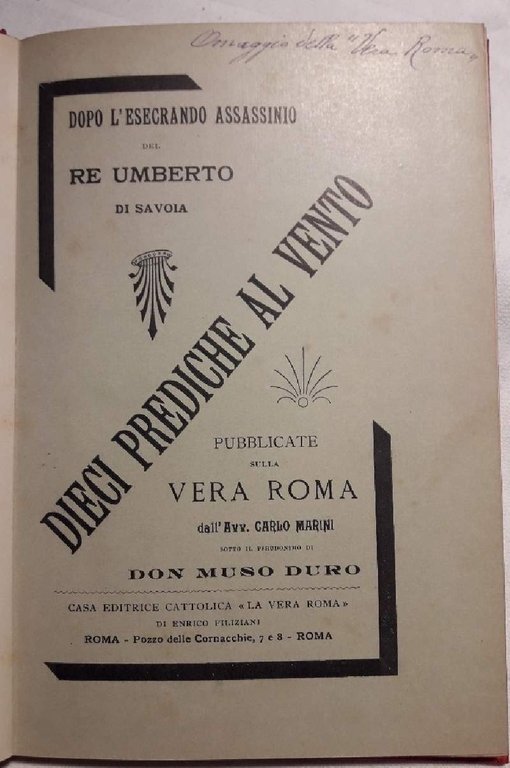 Omaggio della "Vera Roma"
DOPO L'ESECRANDO ASSASSINIO
DEL
RE UMBERTO
DI SAVOIA
DIECI PREDICHE AL VENTO
PUBBLICATE
SULLA
VERA ROMA
dall'Avv. CARLO MARINI
SOTTO IL PSEUDONIMO DI
DON MUSO DURO
CASA EDITRICE CATTOLICA «LA VERA ROMA»
DI ENRICO FILIZIANI
ROMA - Pozzo delle Cornacchie, 7 e 8 - ROMA